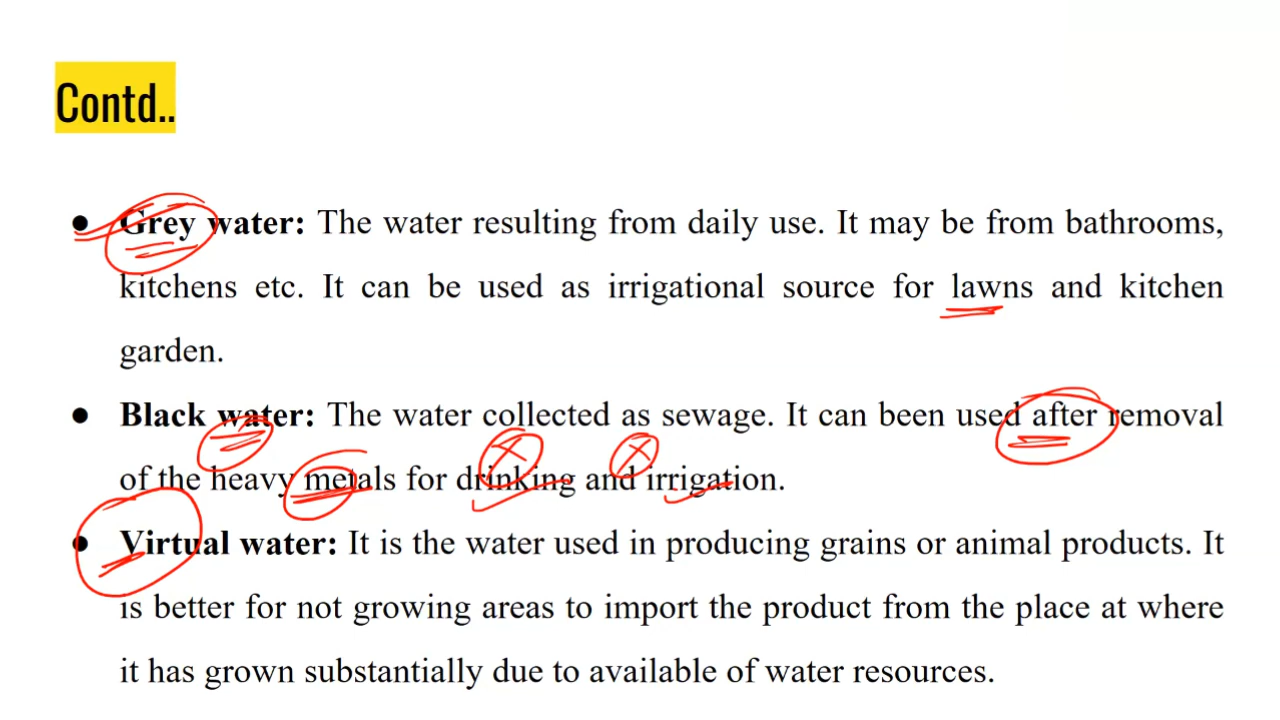 Contd..
● Grey water: The water resulting from daily use. It may be from bathrooms,
kitchens etc. It can be used as irrigational source for lawns and kitchen
garden.
● Black water: The water collected as sewage. It can been used after removal
of the heavy metals for drinking and irrigation.
● Virtual water: It is the water used in producing grains or animal products. It
is better for not growing areas to import the product from the place at where
it has grown substantially due to available of water resources.